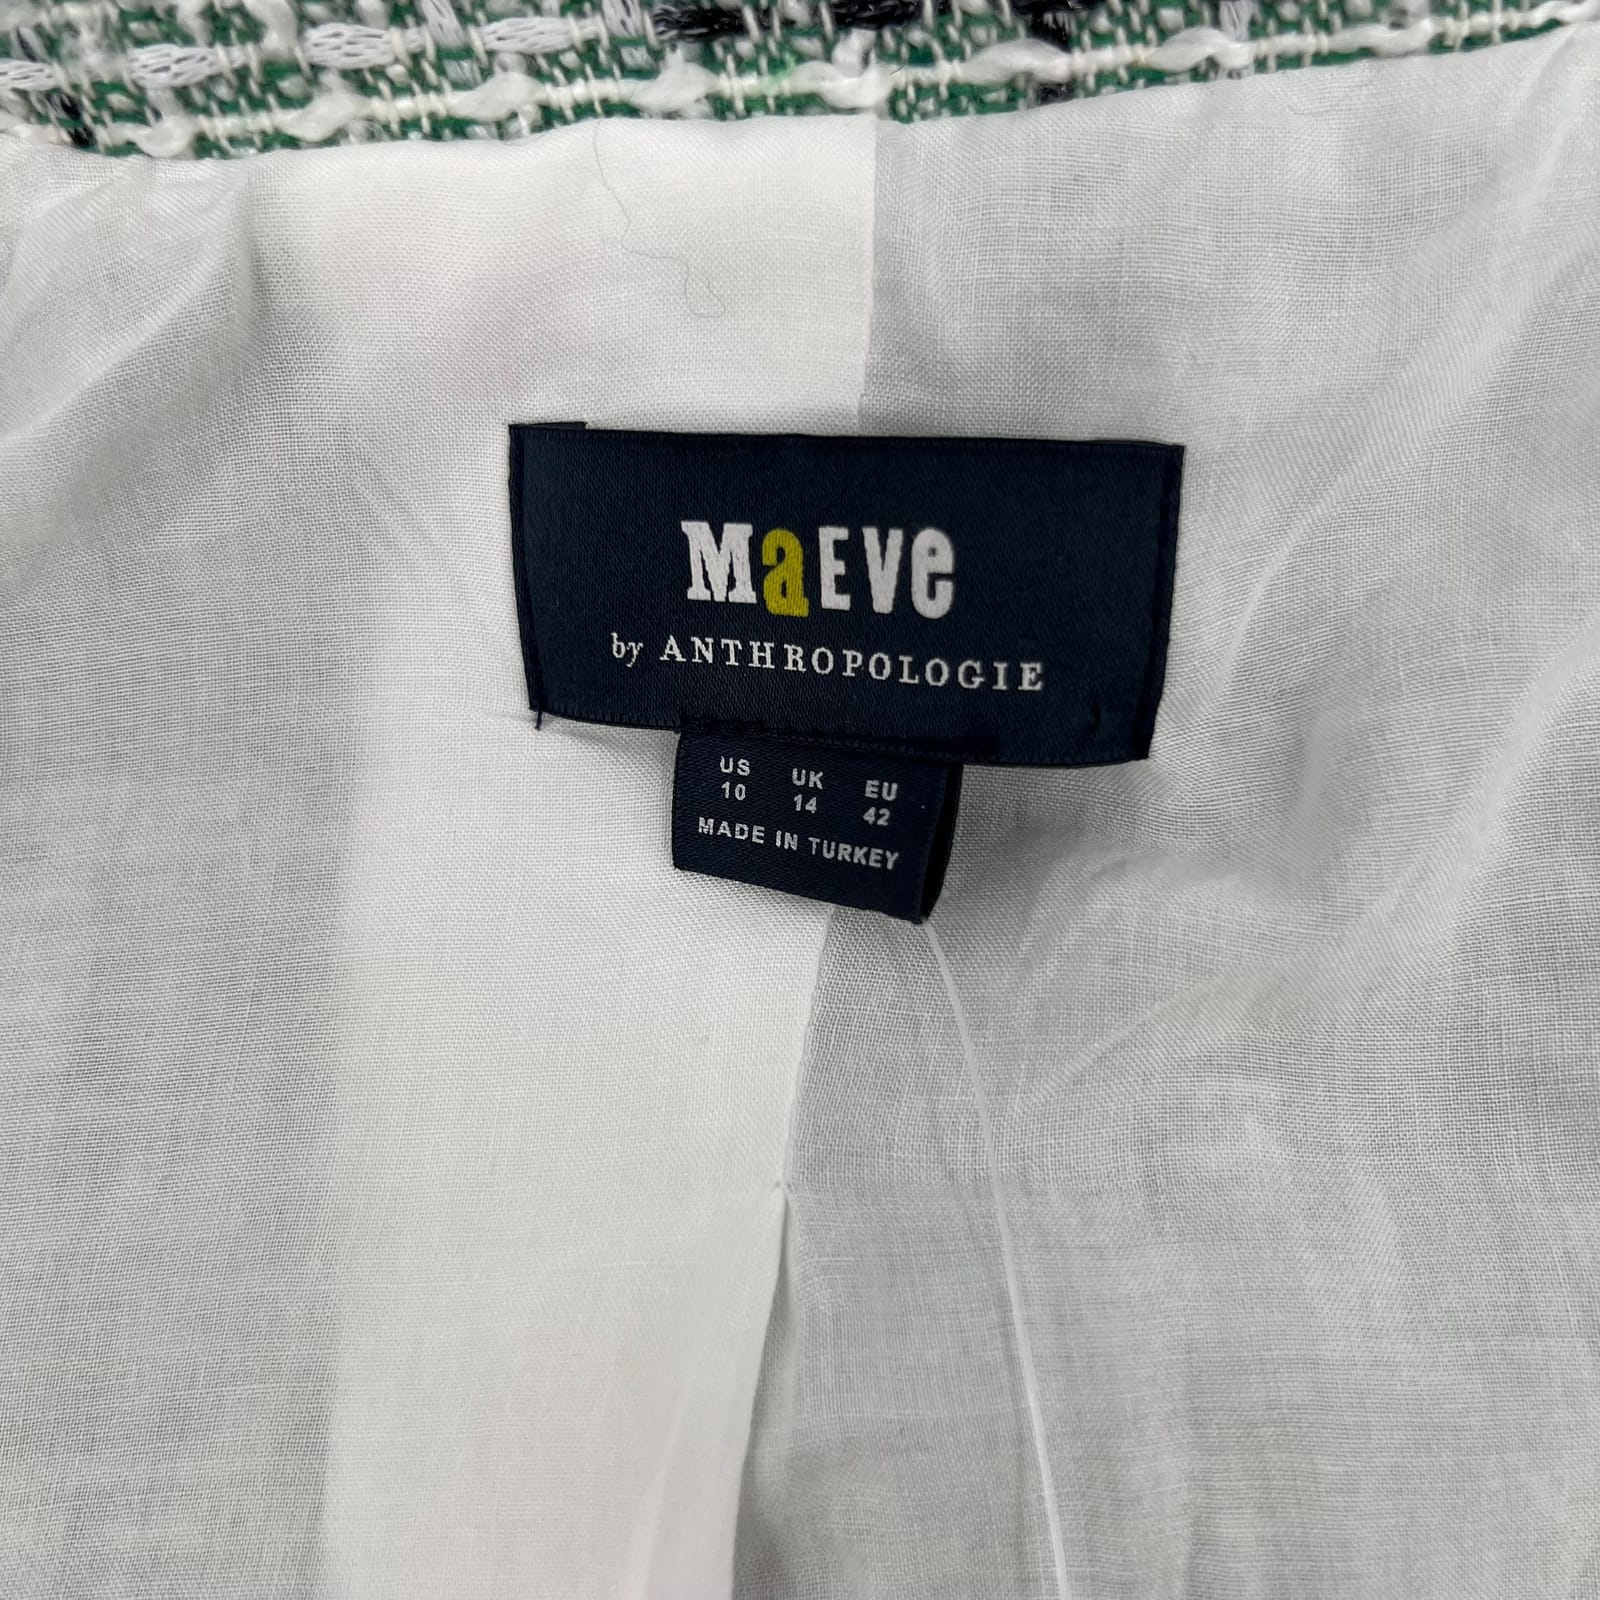 MaEVe
by ANTHROPOLOGIE
US UK EU
10 14 42
MADE IN TURKEY